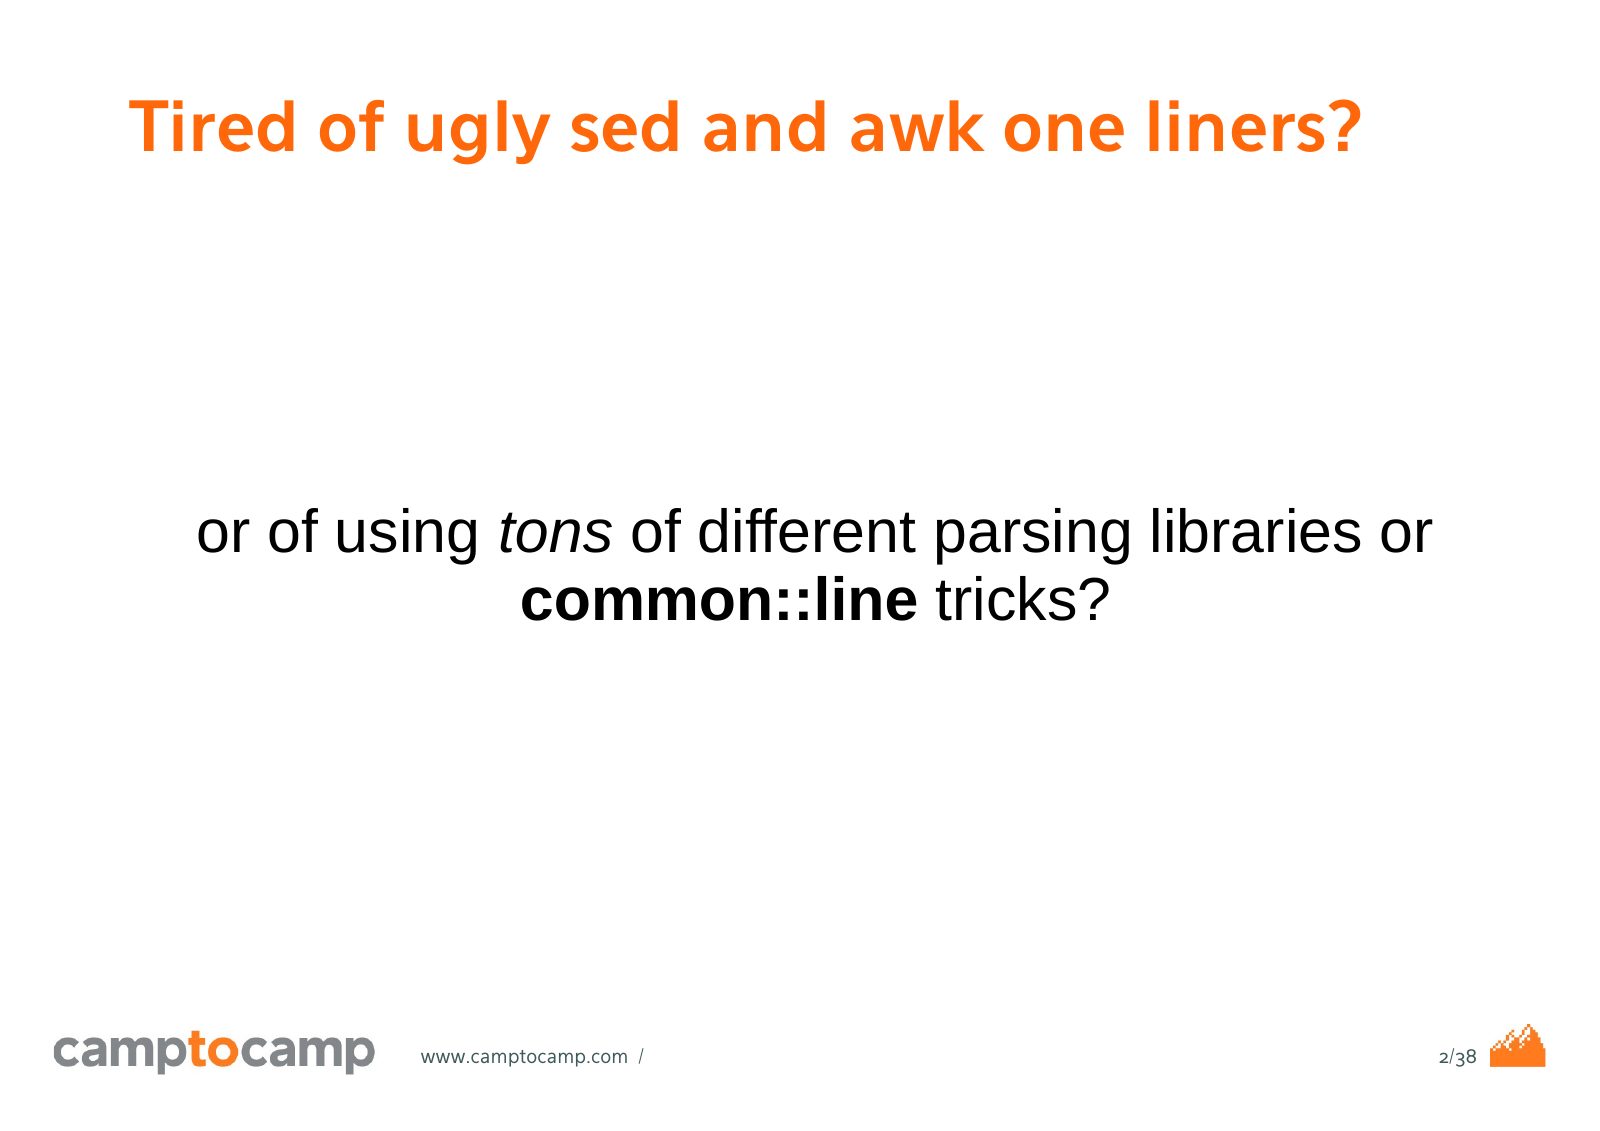 Tired of ugly sed and awk one liners?
or of using tons of different parsing libraries or
common::line tricks?
camptocamp
www.camptocamp.com /
2/38